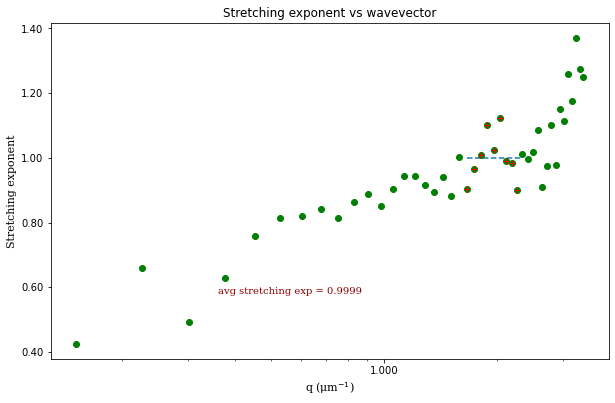 Stretching exponent vs wavevector
1.40
1.20
1.00
0.80
0.60
0.40
Stretching exponent
avg stretching exp = 0.9999
1.000
q (μm⁻¹)